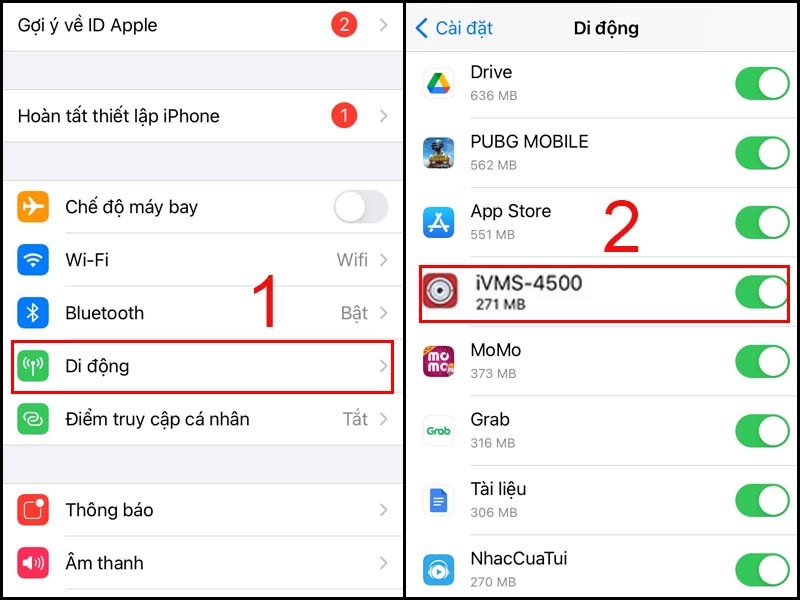 Gợi ý về ID Apple
2
Hoàn tất thiết lập iPhone
1
Chế độ máy bay
Wi-Fi
Wifi
Bluetooth
Bật
1
Di động
Điểm truy cập cá nhân
Tắt
Thông báo
Âm thanh
Cài đặt
Di động
Drive
636 MB
PUBG MOBILE
562 MB
App Store
551 MB
2
iVMS-4500
271 MB
mo
mo
MoMo
373 MB
Grab
Grab
316 MB
Tài liệu
306 MB
NhacCuaTui
270 MB